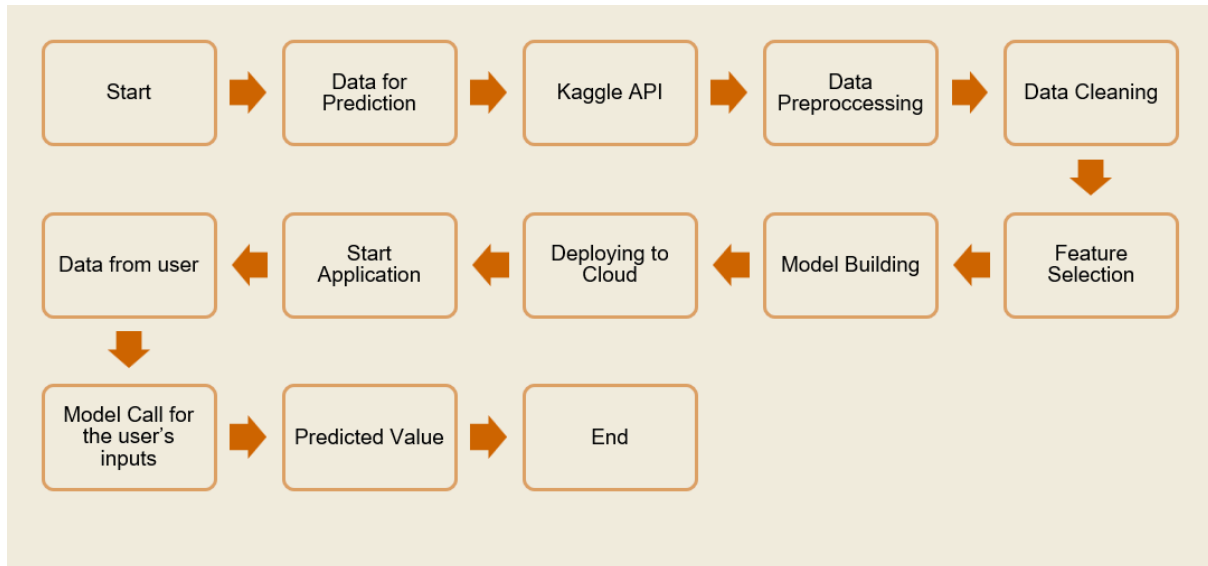 Start
Data for
Prediction
Kaggle API
Data
Preproccessing
Data Cleaning
Feature
Selection
Model Building
Deploying to
Cloud
Start
Application
Data from user
Model Call for
the user’s
inputs
Predicted Value
End